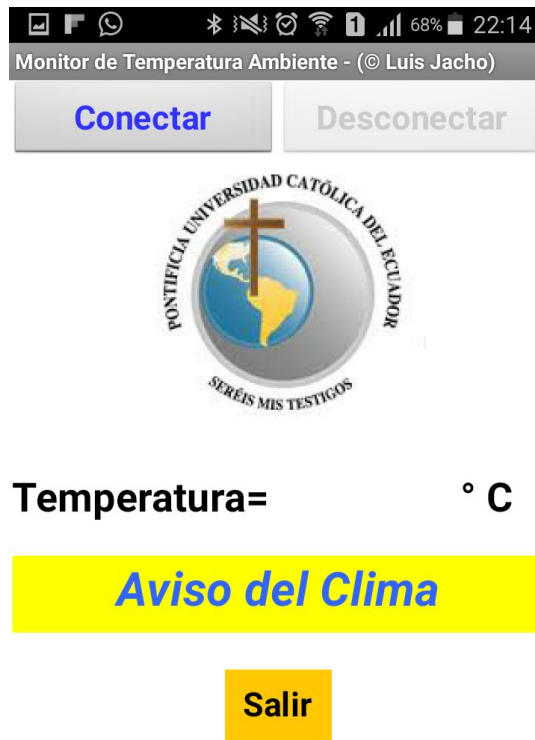 1 68% 22:14
Monitor de Temperatura Ambiente - (© Luis Jacho)
Conectar Desconectar
PONTIFICIA UNIVERSIDAD CATÓLICA DEL ECUADOR
SERÉIS MIS TESTIGOS
Temperatura= ° C
Aviso del Clima
Salir